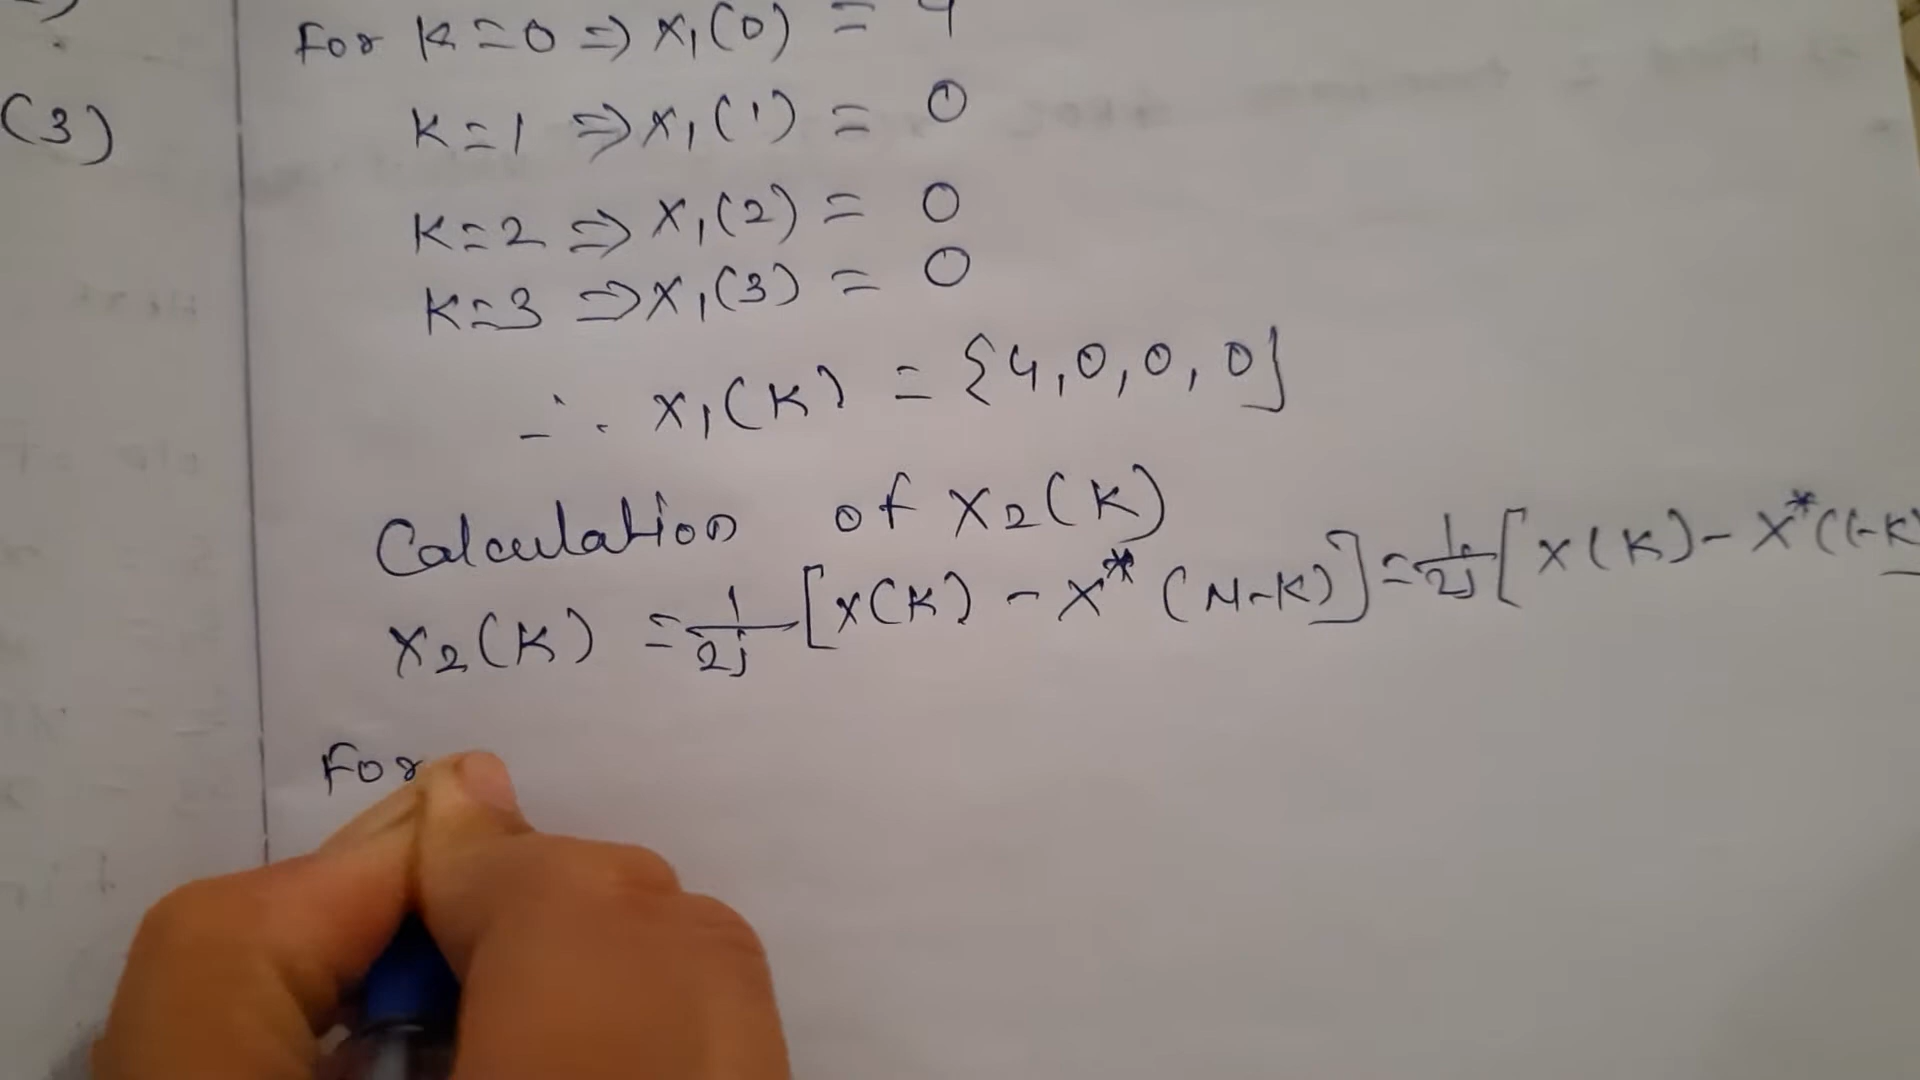 (3)
For K=0 ⇒ X₁(0) = 4
K=1 ⇒ X₁(1) = 0
K=2 ⇒ X₁(2) = 0
K=3 ⇒ X₁(3) = 0
∴ X₁(K) = {4,0,0,0}
Calculation of X₂(K)
X₂(K) = 1/2j [X(K) - X*(N-K)] = 1/2j [X(K) - X*((-K)
For